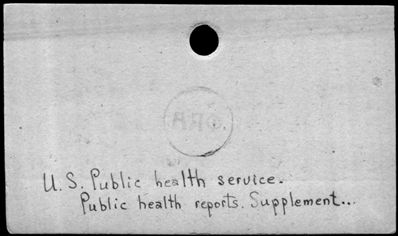 U.S. Public health service.
Public health reports. Supplement...